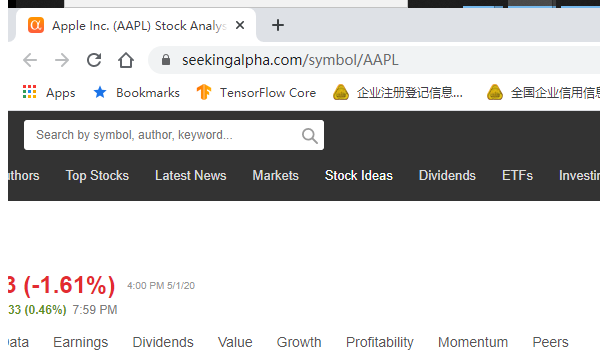 Apple Inc. (AAPL) Stock Analys
seekingalpha.com/symbol/AAPL
Apps Bookmarks TensorFlow Core 企业注册登记信息... 全国企业信用信息
Search by symbol, author, keyword...
uthors Top Stocks Latest News Markets Stock Ideas Dividends ETFs Investin
3 (-1.61%) 4:00 PM 5/1/20
33 (0.46%) 7:59 PM
Data Earnings Dividends Value Growth Profitability Momentum Peers